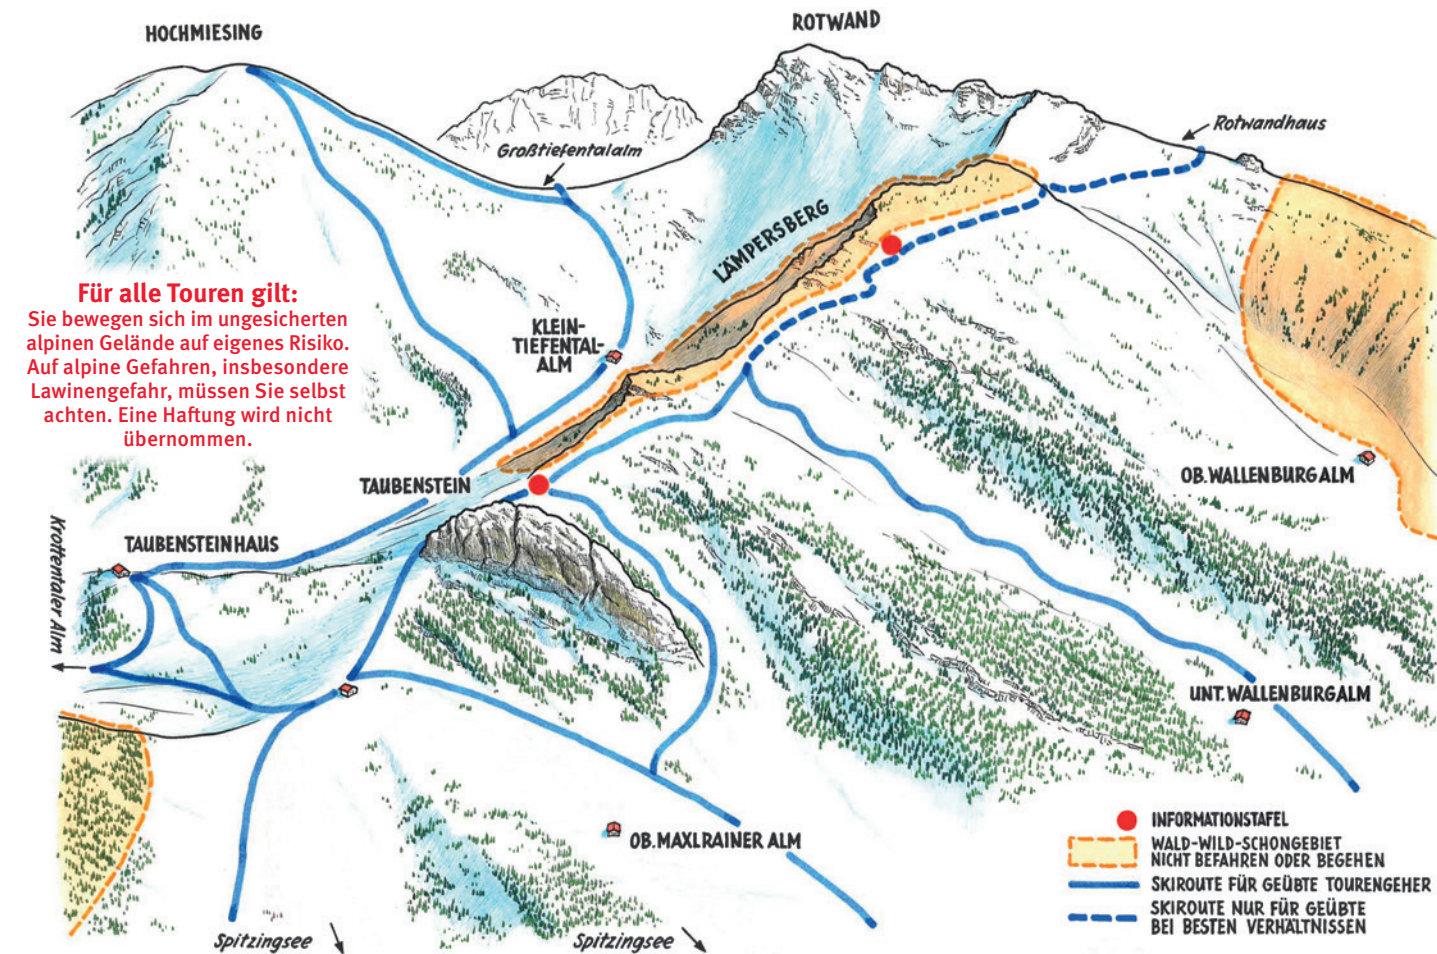 HOCHMIESING
ROTWAND
Rotwandhaus
Großtiefentalalm
LÄMPERSBERG
Für alle Touren gilt:
Sie bewegen sich im ungesicherten
alpinen Gelände auf eigenes Risiko.
Auf alpine Gefahren, insbesondere
Lawinengefahr, müssen Sie selbst
achten. Eine Haftung wird nicht
übernommen.
KLEIN-
TIEFENTAL-
ALM
TAUBENSTEIN
OB. WALLENBURGALM
Krottentaler Alm
TAUBENSTEINHAUS
UNT. WALLENBURGALM
OB. MAXLRAINER ALM
INFORMATIONSTAFEL
WALD-WILD-SCHONGEBIET
NICHT BEFAHREN ODER BEGEHEN
SKIROUTE FÜR GEÜBTE TOURENGEHER
SKIROUTE NUR FÜR GEÜBTE
BEI BESTEN VERHÄLTNISSEN
Spitzingsee
Spitzingsee